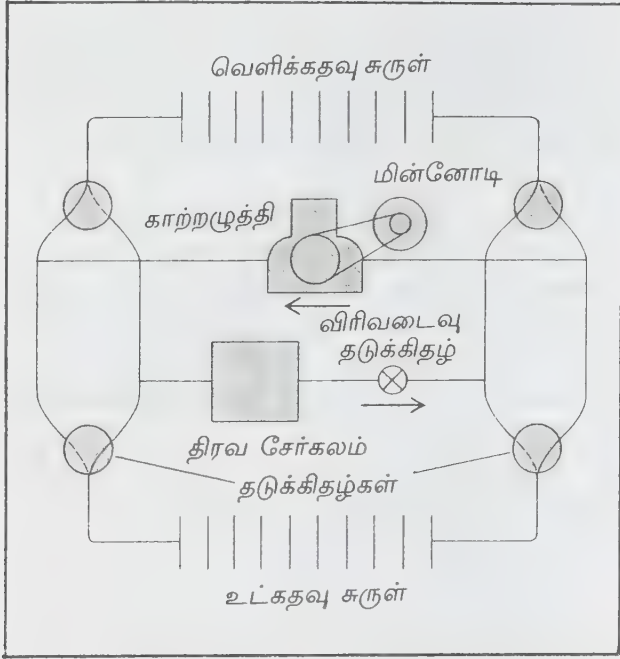 வெளிக்கதவு சுருள்
மின்னோடி
காற்றழுத்தி
விரிவடைவு
தடுக்கிதழ்
திரவ சேர்கலம்
தடுக்கிதழ்கள்
உட்கதவு சுருள்